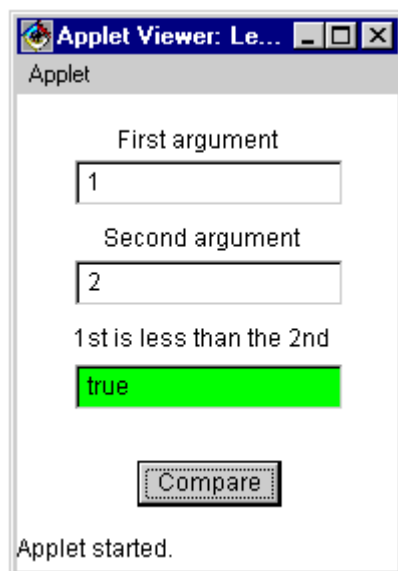 Applet Viewer: Le...
Applet
First argument
1
Second argument
2
1st is less than the 2nd
true
Compare
Applet started.